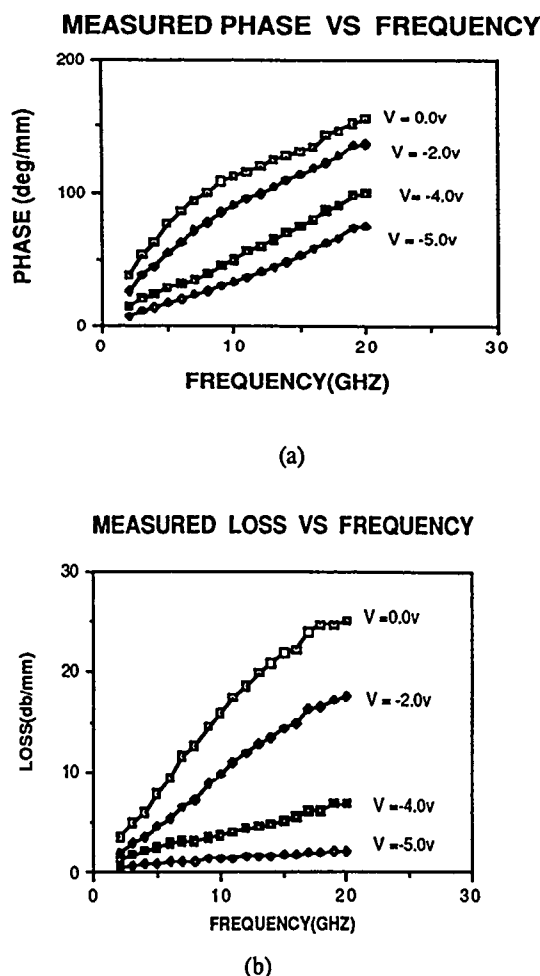 MEASURED PHASE VS FREQUENCY
200
100
0
PHASE (deg/mm)
V = 0.0v
V = -2.0v
V= -4.0v
V = -5.0v
0
10
20
30
FREQUENCY(GHZ)
(a)
MEASURED LOSS VS FREQUENCY
30
20
10
0
LOSS(db/mm)
V =0.0v
V =-2.0v
V =-4.0v
V =-5.0v
0
10
20
30
FREQUENCY(GHZ)
(b)